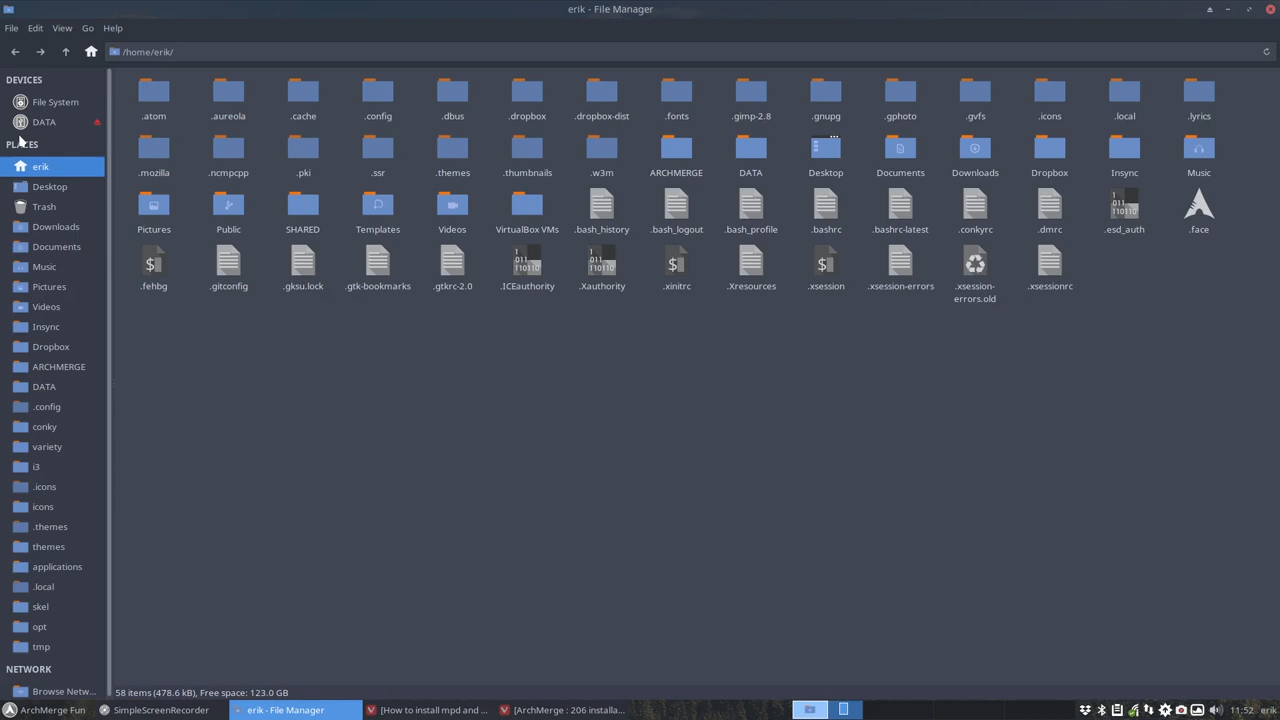 erik - File Manager
File Edit View Go Help
/home/erik/
DEVICES
File System
DATA
PLACES
erik
Desktop
Trash
Downloads
Documents
Music
Pictures
Videos
Insync
Dropbox
ARCHMERGE
DATA
.config
conky
variety
i3
.icons
icons
.themes
themes
applications
.local
skel
opt
tmp
NETWORK
Browse Netw...
.atom .aureola .cache .config .dbus .dropbox .dropbox-dist .fonts .gimp-2.8 .gnupg .gphoto .gvfs .icons .local .lyrics
.mozilla .ncmpcpp .pki .ssr .themes .thumbnails .w3m ARCHMERGE DATA Desktop Documents Downloads Dropbox Insync Music
Pictures Public SHARED Templates Videos VirtualBox VMs .bash_history .bash_logout .bash_profile .bashrc .bashrc-latest .conkyrc .dmrc .esd_auth .face
.fehbg .gitconfig .gksu.lock .gtk-bookmarks .gtkrc-2.0 .ICEauthority .Xauthority .xinitrc .Xresources .xsession .xsession-errors .xsession-errors.old .xsessionrc
58 items (478.6 kB), Free space: 123.0 GB
ArchMerge Fun SimpleScreenRecorder erik - File Manager [How to install mpd and ... [ArchMerge : 206 installa... 11:52 erik